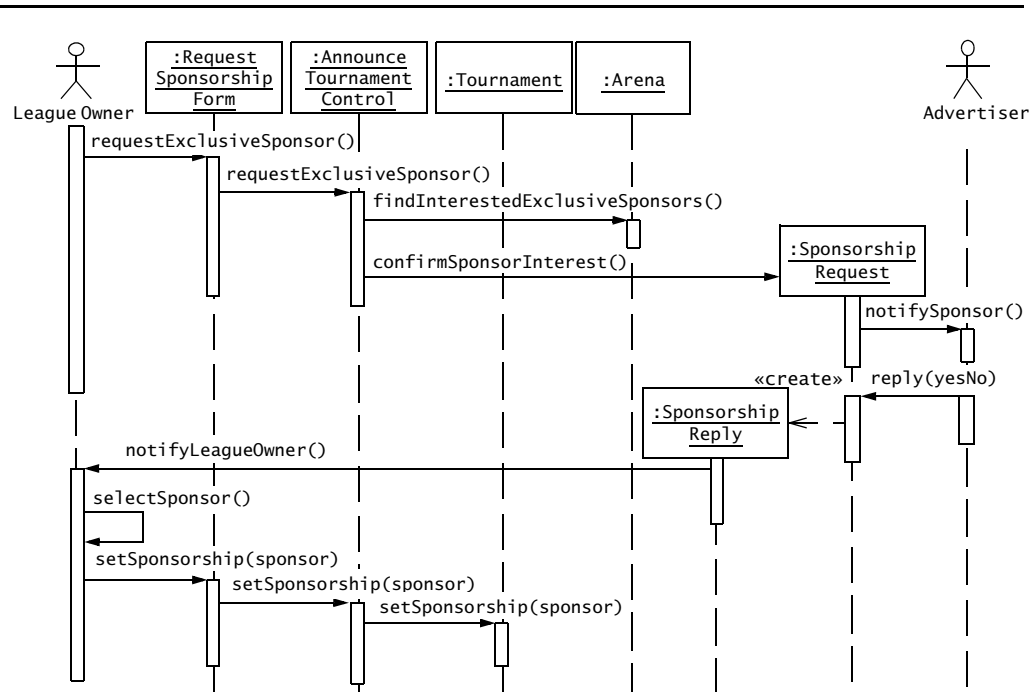 :Request
Sponsorship
Form
:Announce
Tournament
Control
:Tournament
:Arena
League Owner
Advertiser
requestExclusiveSponsor()
requestExclusiveSponsor()
findInterestedExclusiveSponsors()
confirmSponsorInterest()
:Sponsorship
Request
notifySponsor()
«create»
reply(yesNo)
:Sponsorship
Reply
notifyLeagueOwner()
selectSponsor()
setSponsorship(sponsor)
setSponsorship(sponsor)
setSponsorship(sponsor)